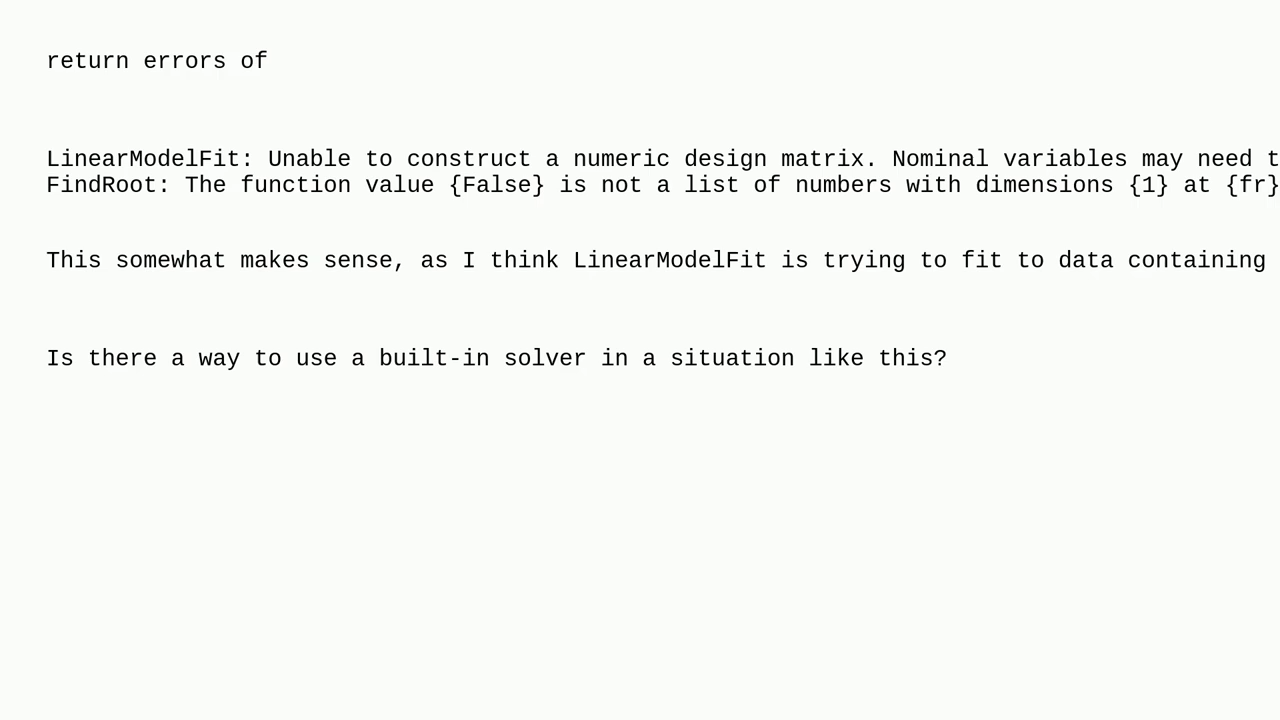 return errors of
LinearModelFit: Unable to construct a numeric design matrix. Nominal variables may need t
FindRoot: The function value {False} is not a list of numbers with dimensions {1} at {fr}
This somewhat makes sense, as I think LinearModelFit is trying to fit to data containing
Is there a way to use a built-in solver in a situation like this?